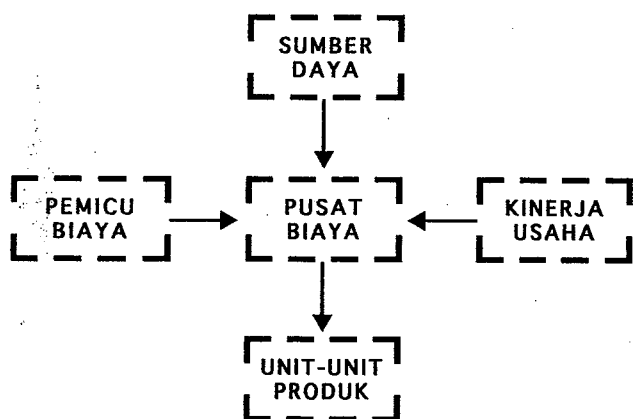 SUMBER
DAYA
PEMICU
BIAYA
PUSAT
BIAYA
KINERJA
USAHA
UNIT-UNIT
PRODUK